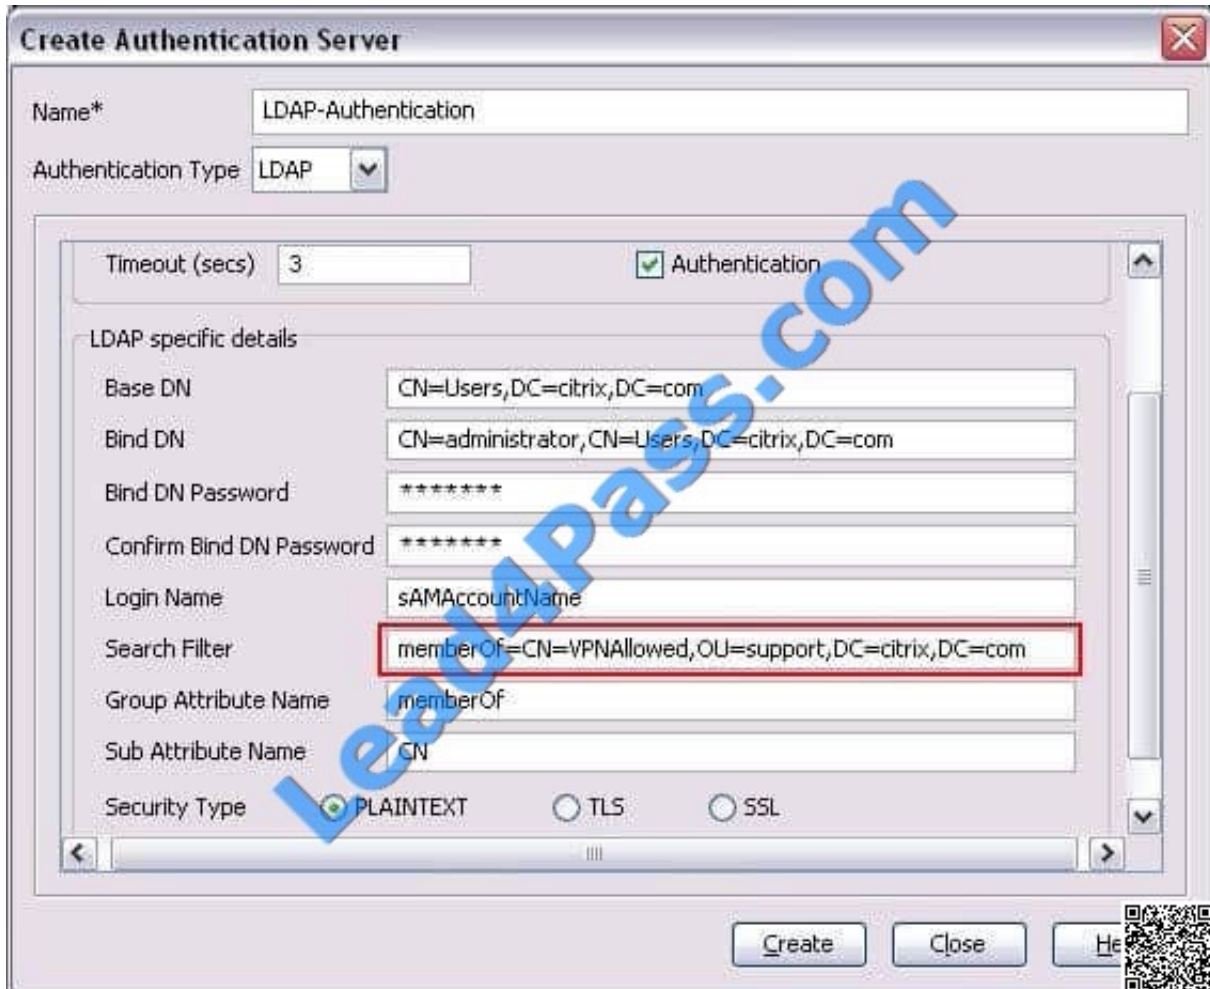 Create Authentication Server
Name*
LDAP-Authentication
Authentication Type
LDAP
Timeout (secs)
3
Authentication
LDAP specific details
Base DN
CN=Users,DC=citrix,DC=com
Bind DN
CN=administrator,CN=Users,DC=citrix,DC=com
Bind DN Password
*******
Confirm Bind DN Password
*******
Login Name
sAMAccountName
Search Filter
memberOf=CN=VPNAllowed,OU=support,DC=citrix,DC=com
Group Attribute Name
memberOf
Sub Attribute Name
CN
Security Type
PLAINTEXT
TLS
SSL
Create
Close
Lead4Pass.com